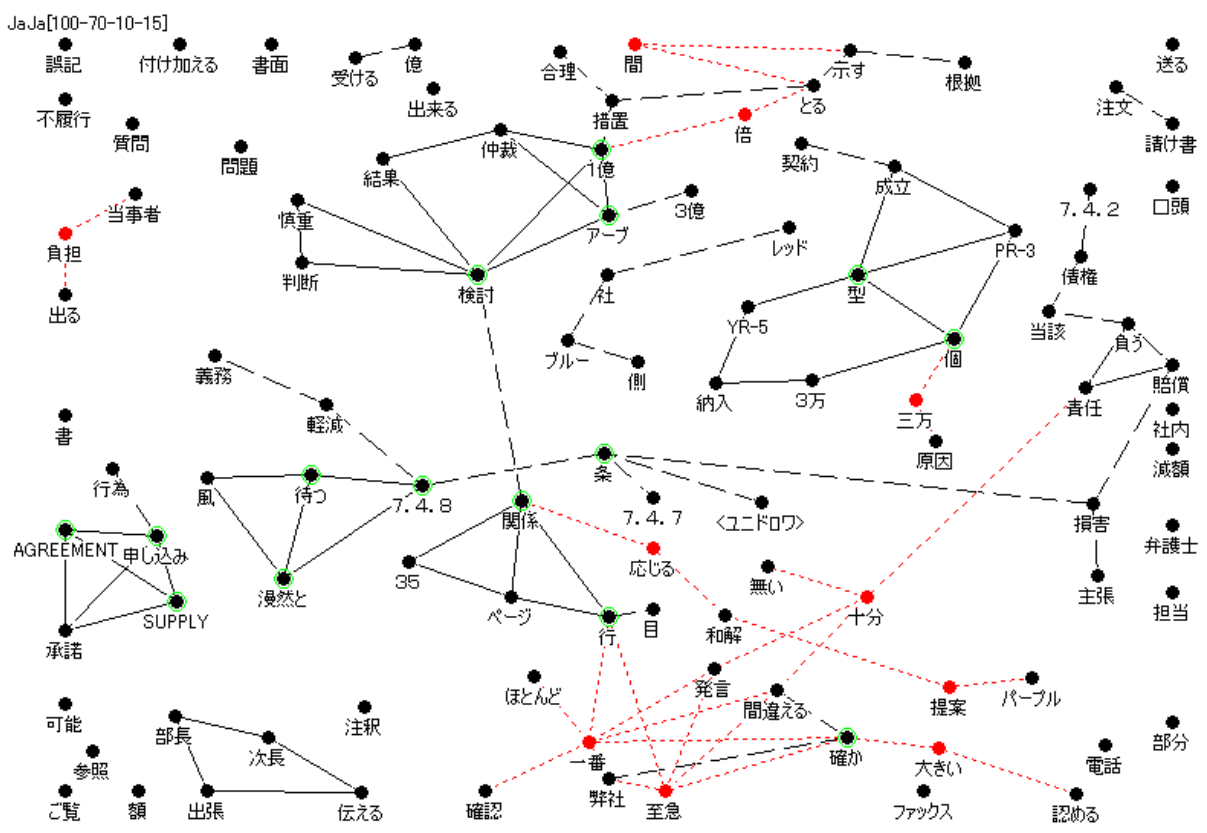 JaJa[100-70-10-15]
誤記
付け加える
書面
受ける
億
出来る
合理
間
示す
根拠
送る
不履行
質問
問題
措置
とる
倍
注文
請け書
結果
仲裁
1億
契約
成立
口頭
当事者
慎重
アーブ
3億
7.4.2
負担
判断
検討
社
レッド
型
PR-3
債権
出る
YR-5
当該
負う
義務
ブルー
側
個
賠償
軽減
納入
3万
三万
責任
社内
書
原因
減額
行為
風
待つ
7.4.8
条
7.4.7
<ユニドロワ>
損害
関係
AGREEMENT
申し込み
弁護士
漫然と
35
応じる
無い
主張
SUPPLY
ページ
行
目
和解
十分
担当
承諾
ほとんど
発言
間違える
提案
パープル
可能
部長
次長
注釈
一番
確か
大きい
部分
参照
電話
ご覧
額
出張
伝える
確認
弊社
至急
ファックス
認める